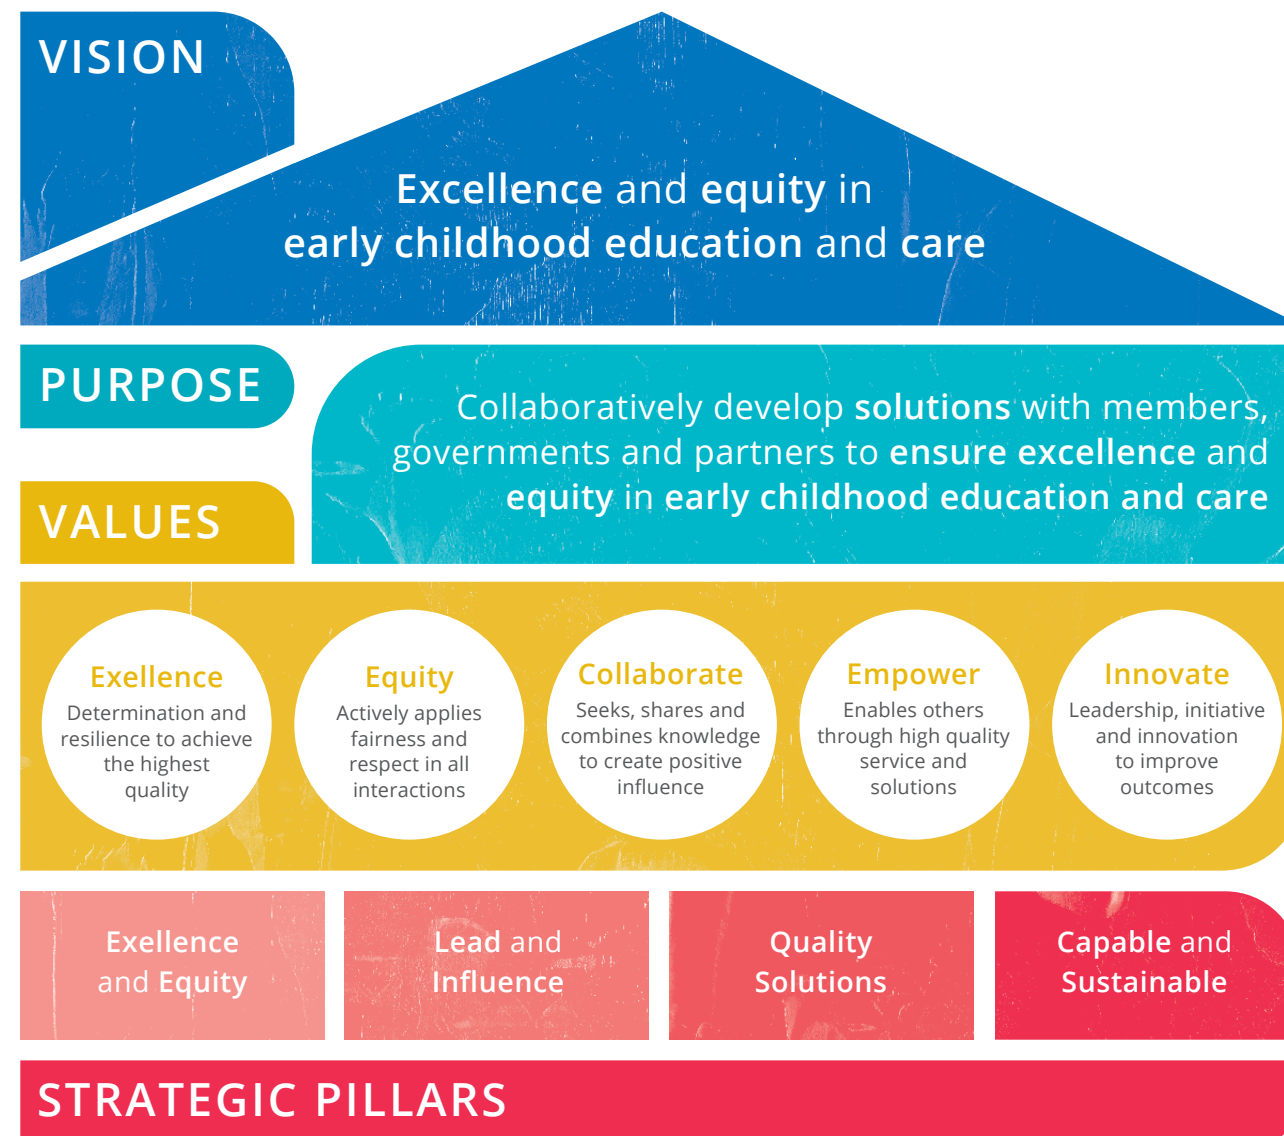 VISION
Excellence and equity in
early childhood education and care
PURPOSE
Collaboratively develop solutions with members,
governments and partners to ensure excellence and
equity in early childhood education and care
VALUES
Exellence
Determination and
resilience to achieve
the highest
quality
Equity
Actively applies
fairness and
respect in all
interactions
Collaborate
Seeks, shares and
combines knowledge
to create positive
influence
Empower
Enables others
through high quality
service and
solutions
Innovate
Leadership, initiative
and innovation
to improve
outcomes
Exellence
and Equity
Lead and
Influence
Quality
Solutions
Capable and
Sustainable
STRATEGIC PILLARS